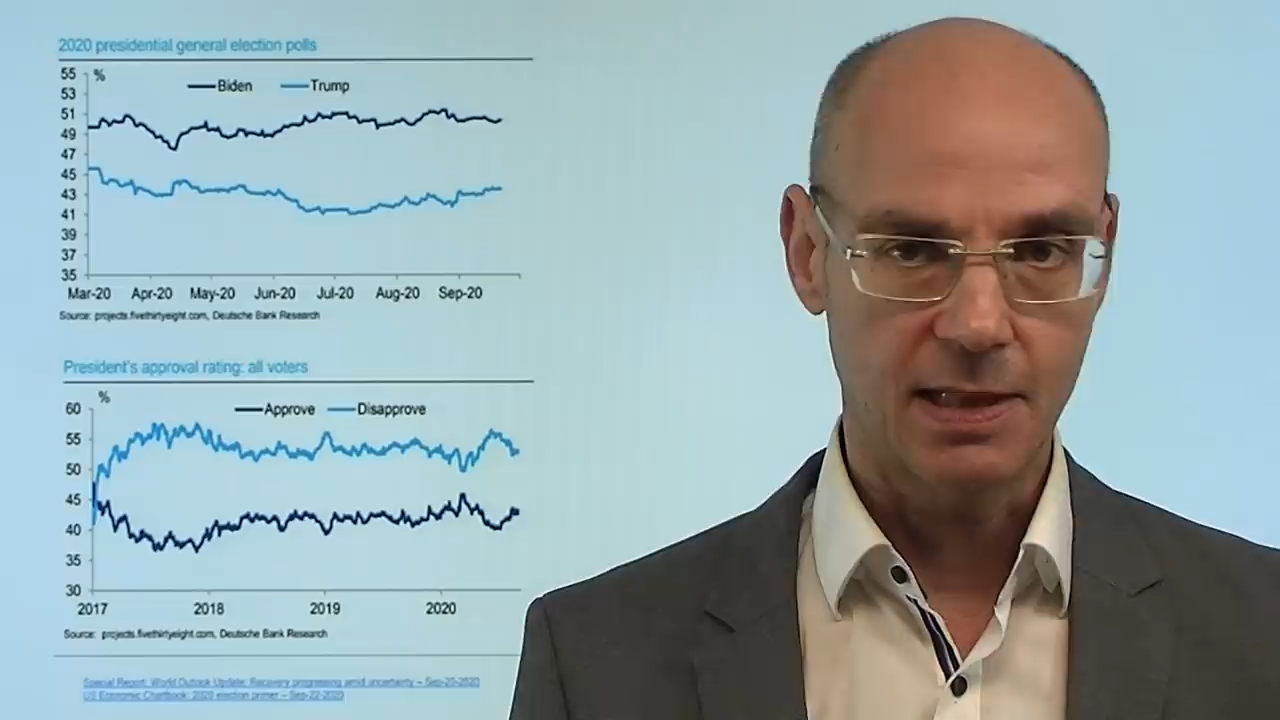 2020 presidential general election polls
55 %
Biden Trump
53
51
49
47
45
43
41
39
37
35
Mar-20 Apr-20 May-20 Jun-20 Jul-20 Aug-20 Sep-20
Source: projects.fivethirtyeight.com, Deutsche Bank Research
President's approval rating: all voters
%
60 Approve Disapprove
55
50
45
40
35
30
2017 2018 2019 2020
Source: projects.fivethirtyeight.com, Deutsche Bank Research
Special Report: World Outlook Update: Recovery progressing amid uncertainty – Sep-20-2020
US Economic Chartbook: 2020 election primer – Sep-22-2020